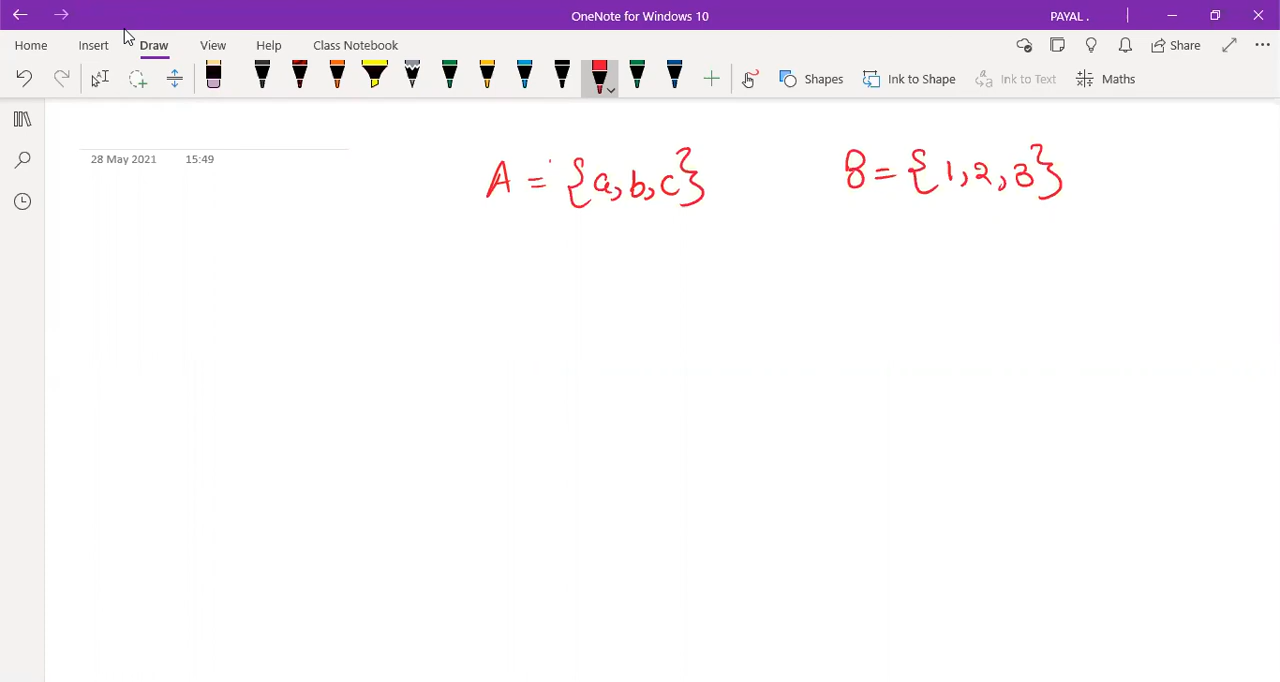 OneNote for Windows 10 PAYAL .
Home Insert Draw View Help Class Notebook Share
Shapes Ink to Shape Ink to Text Maths
28 May 2021 15:49
A = {a, b, c} B = {1, 2, 3}